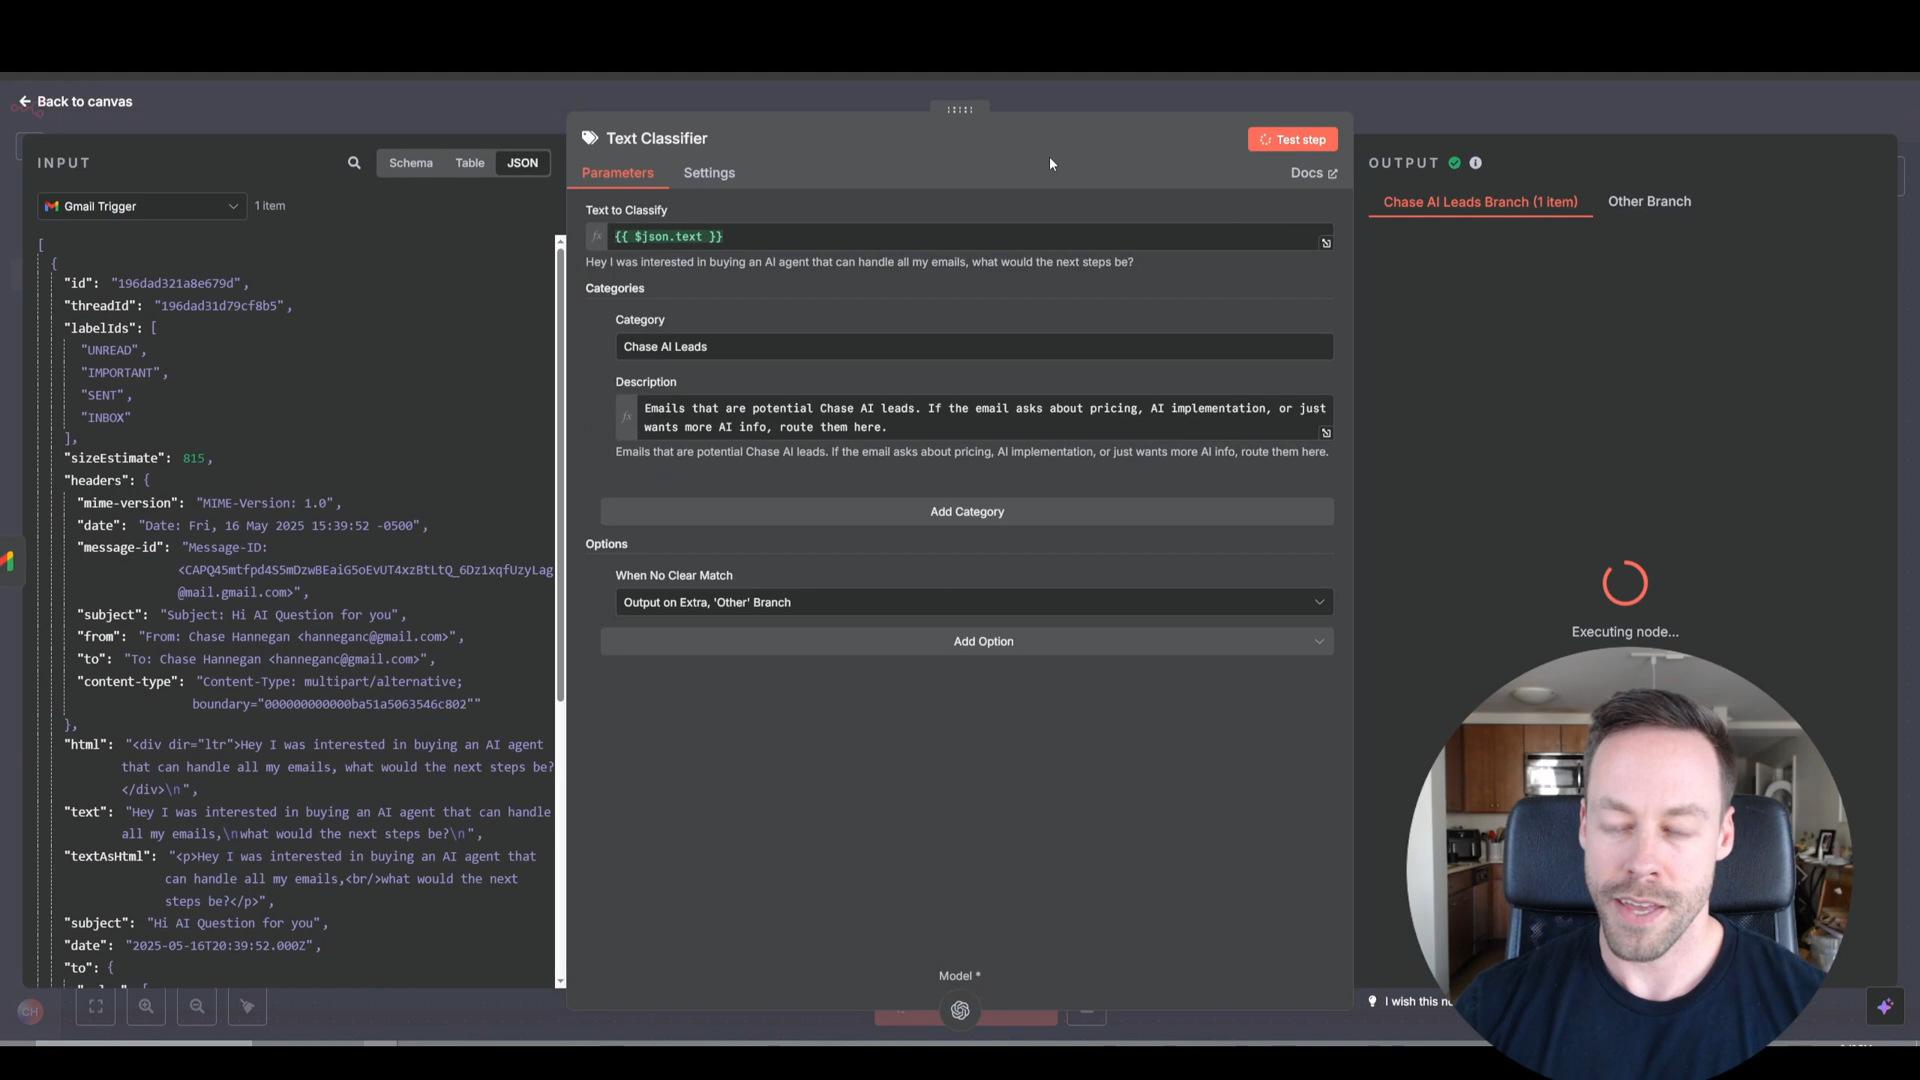 Back to canvas
INPUT
Schema
Table
JSON
Gmail Trigger
1 item
[
{
"id": "196dad321a8e679d",
"threadId": "196dad31d79cf8b5",
"labelIds": [
"UNREAD",
"IMPORTANT",
"SENT",
"INBOX"
],
"sizeEstimate": 815,
"headers": {
"mime-version": "MIME-Version: 1.0",
"date": "Date: Fri, 16 May 2025 15:39:52 -0500",
"message-id": "Message-ID:
<CAPQ45mtfpd4S5mDzwBEaiG5oEvUT4xzBtLtQ_6Dz1xqfUzyLag
@mail.gmail.com>",
"subject": "Subject: Hi AI Question for you",
"from": "From: Chase Hannegan <hanneganc@gmail.com>",
"to": "To: Chase Hannegan <hanneganc@gmail.com>",
"content-type": "Content-Type: multipart/alternative;
boundary="000000000000ba51a5063546c802""
},
"html": "<div dir="ltr">Hey I was interested in buying an AI agent
that can handle all my emails, what would the next steps be?
</div>\n",
"text": "Hey I was interested in buying an AI agent that can handle
all my emails,\nwhat would the next steps be?\n",
"textAsHtml": "<p>Hey I was interested in buying an AI agent that
can handle all my emails,<br/>what would the next
steps be?</p>",
"subject": "Hi AI Question for you",
"date": "2025-05-16T20:39:52.000Z",
"to": {
CH
Text Classifier
Test step
Parameters
Settings
Docs
Text to Classify
fx {{ $json.text }}
Hey I was interested in buying an AI agent that can handle all my emails, what would the next steps be?
Categories
Category
Chase AI Leads
Description
fx Emails that are potential Chase AI leads. If the email asks about pricing, AI implementation, or just
wants more AI info, route them here.
Emails that are potential Chase AI leads. If the email asks about pricing, AI implementation, or just wants more AI info, route them here.
Add Category
Options
When No Clear Match
Output on Extra, 'Other' Branch
Add Option
Model *
OUTPUT
Chase AI Leads Branch (1 item)
Other Branch
Executing node...
I wish this no